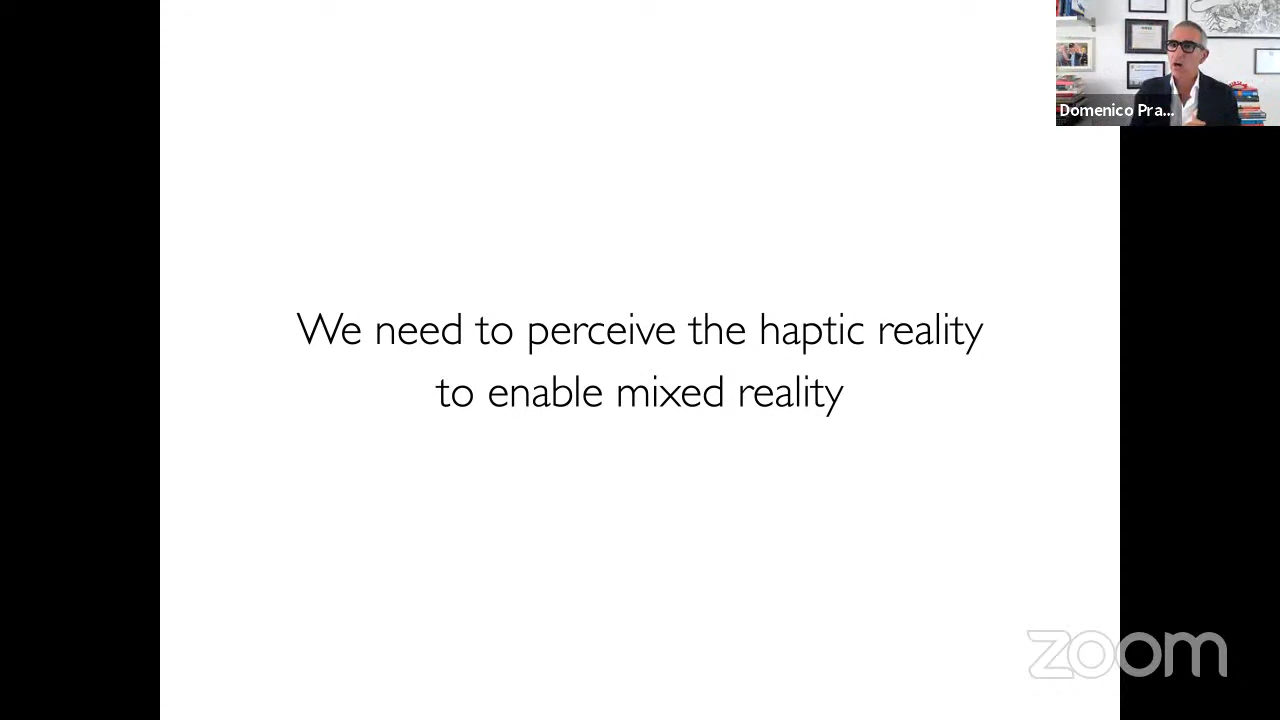 Domenico Pra...
We need to perceive the haptic reality
to enable mixed reality
zoom